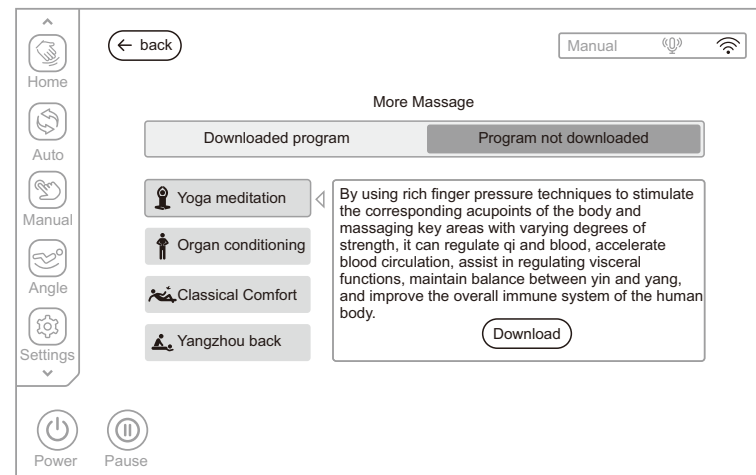 back
Manual
Home
Auto
Manual
Angle
Settings
Power
Pause
More Massage
Downloaded program
Program not downloaded
Yoga meditation
Organ conditioning
Classical Comfort
Yangzhou back
By using rich finger pressure techniques to stimulate
the corresponding acupoints of the body and
massaging key areas with varying degrees of
strength, it can regulate qi and blood, accelerate
blood circulation, assist in regulating visceral
functions, maintain balance between yin and yang,
and improve the overall immune system of the human
body.
Download